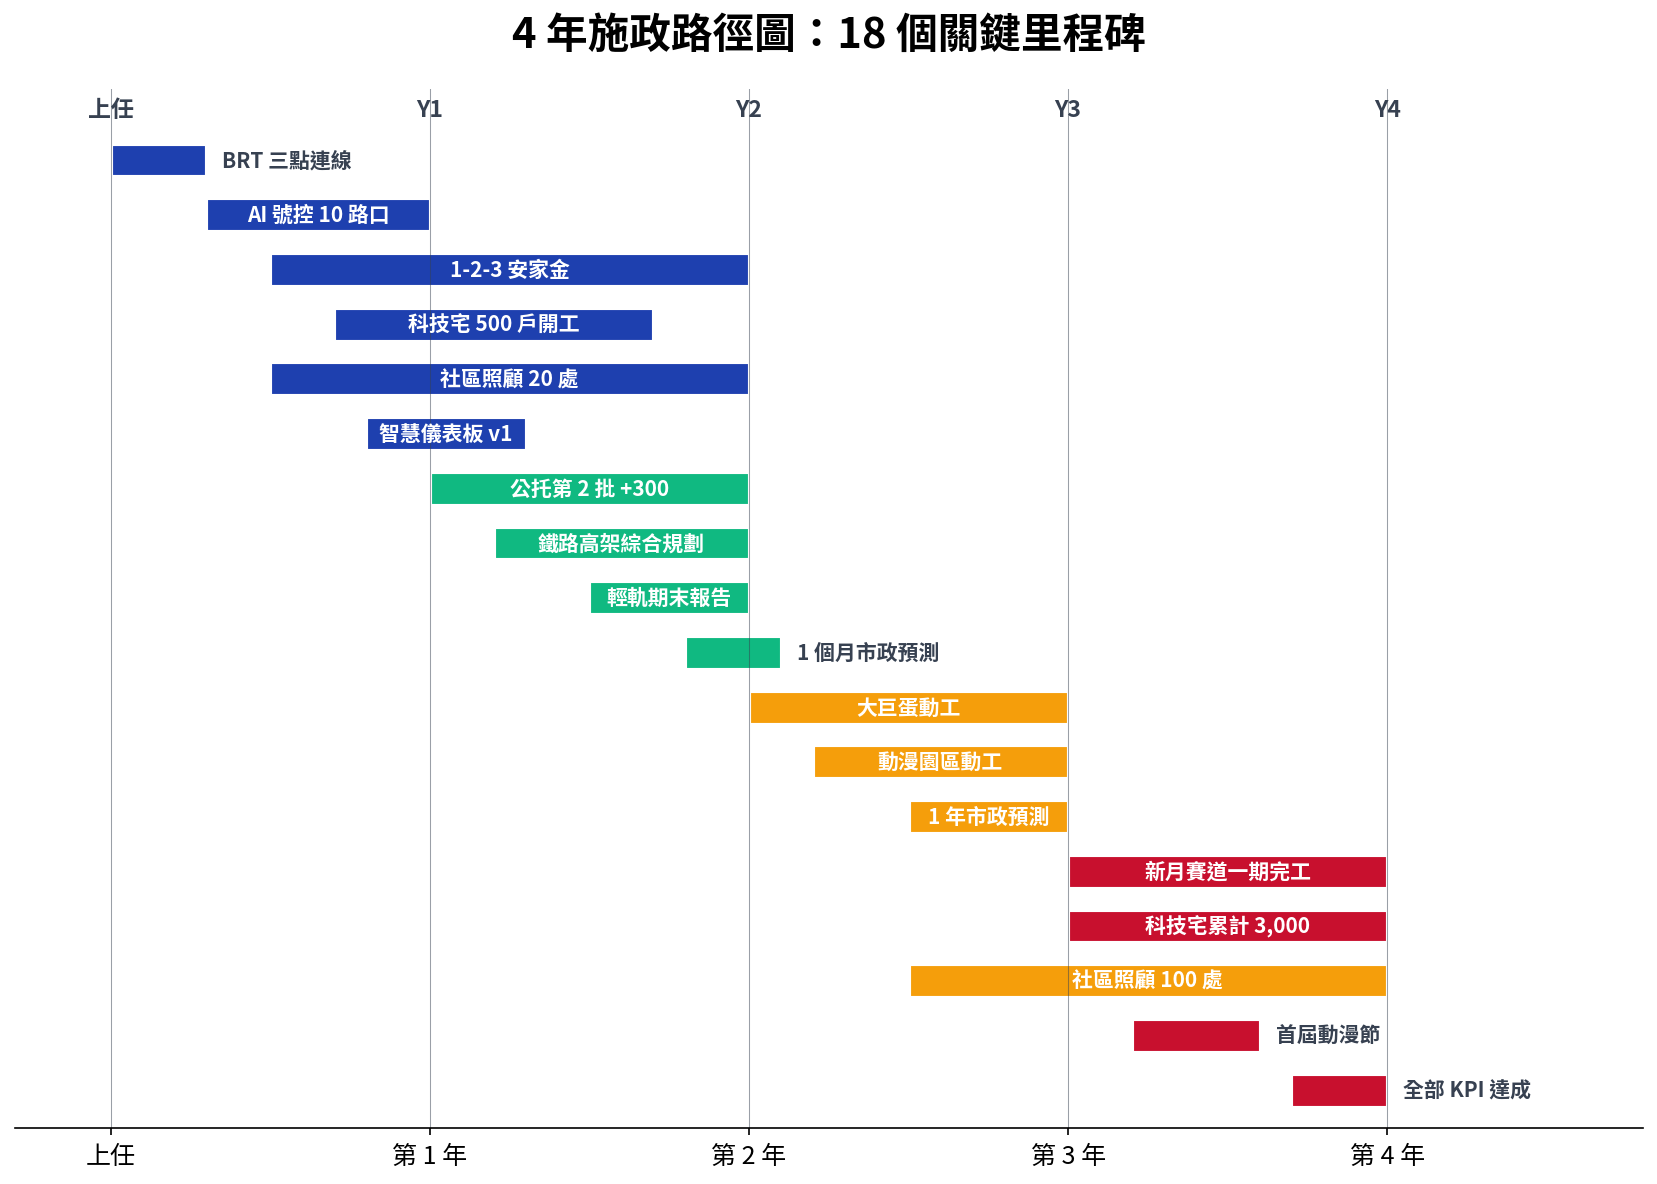 4 年施政路徑圖：18 個關鍵里程碑
上任 Y1 Y2 Y3 Y4
BRT 三點連線
AI 號控 10 路口
1-2-3 安家金
科技宅 500 戶開工
社區照顧 20 處
智慧儀表板 v1
公托第 2 批 +300
鐵路高架綜合規劃
輕軌期末報告
1 個月市政預測
大巨蛋動工
動漫園區動工
1 年市政預測
新月賽道一期完工
科技宅累計 3,000
社區照顧 100 處
首屆動漫節
全部 KPI 達成
上任 第 1 年 第 2 年 第 3 年 第 4 年